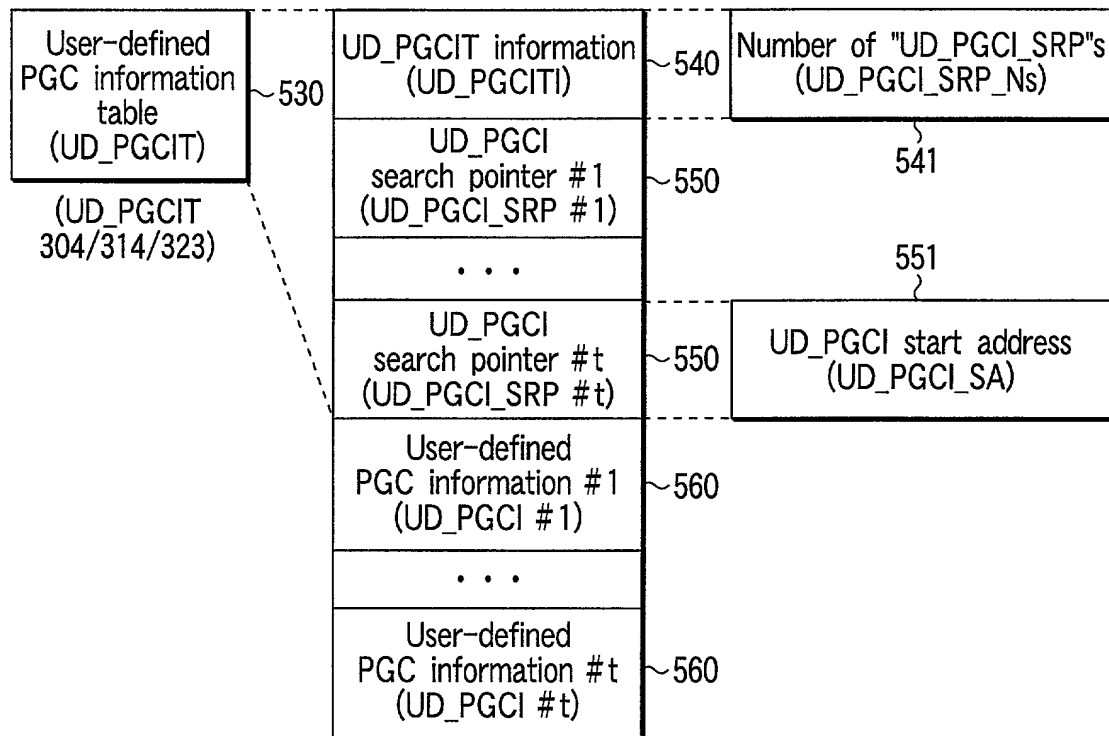 User-defined
PGC information
table
(UD_PGCIT)
530
(UD_PGCIT
304/314/323)
UD_PGCIT information
(UD_PGCITI)
540
UD_PGCI
search pointer #1
(UD_PGCI_SRP #1)
550
• • •
UD_PGCI
search pointer #t
(UD_PGCI_SRP #t)
550
User-defined
PGC information #1
(UD_PGCI #1)
560
• • •
User-defined
PGC information #t
(UD_PGCI #t)
560
Number of "UD_PGCI_SRP"s
(UD_PGCI_SRP_Ns)
541
551
UD_PGCI start address
(UD_PGCI_SA)